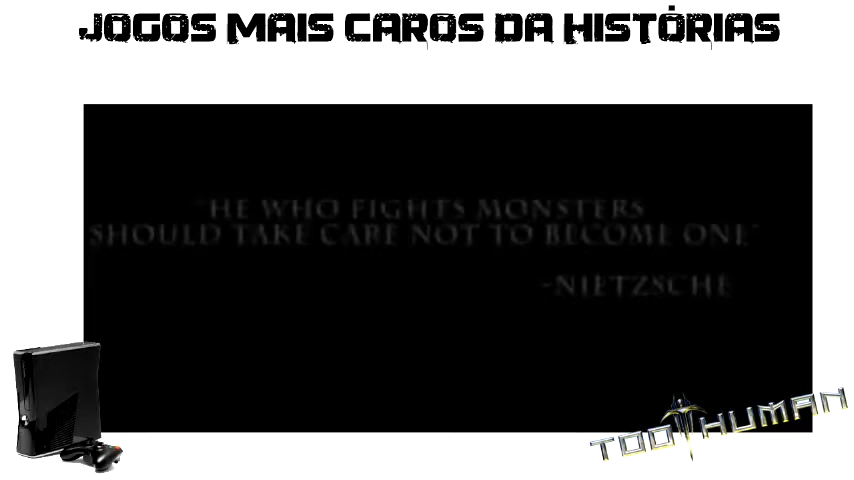 JOGOS MAIS CAROS DA HISTÓRIAS
"HE WHO FIGHTS MONSTERS
SHOULD TAKE CARE NOT TO BECOME ONE"
-NIETZSCHE
TOO HUMAN